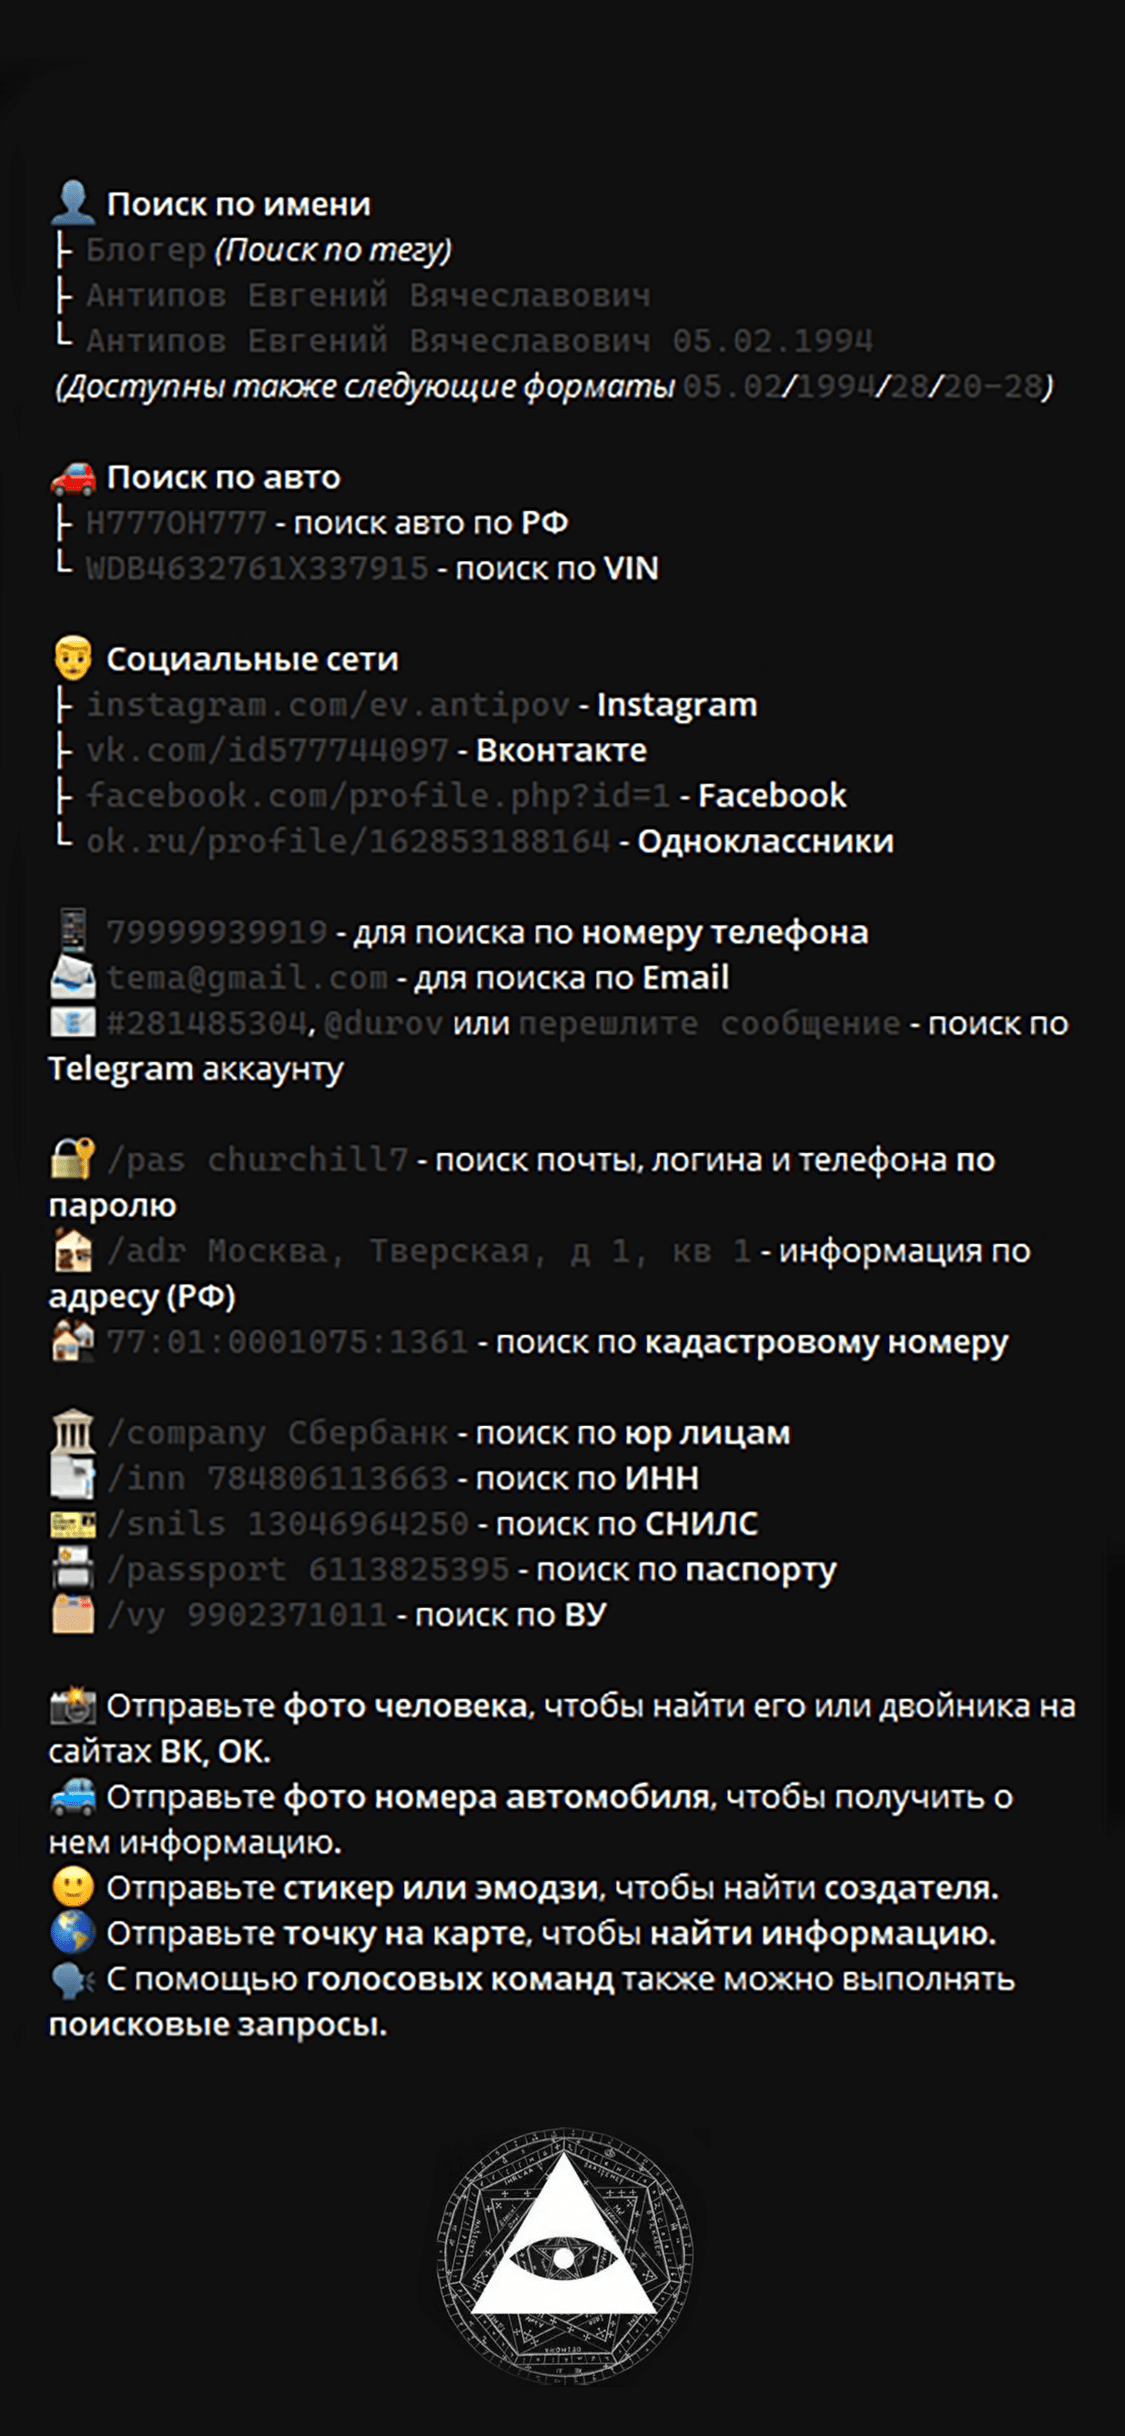 Поиск по имени
├ Блогер (Поиск по тегу)
├ Антипов Евгений Вячеславович
└ Антипов Евгений Вячеславович 05.02.1994
(Доступны также следующие форматы 05.02/1994/28/20-28)
Поиск по авто
├ Н777ОН777 - поиск авто по РФ
└ WDB4632761X337915 - поиск по VIN
Социальные сети
├ instagram.com/ev.antipov - Instagram
├ vk.com/id577744097 - Вконтакте
├ facebook.com/profile.php?id=1 - Facebook
└ ok.ru/profile/162853188164 - Одноклассники
79999939919 - для поиска по номеру телефона
tema@gmail.com - для поиска по Email
#281485304, @durov или перешлите сообщение - поиск по
Telegram аккаунту
/pas churchill7 - поиск почты, логина и телефона по
паролю
/adr Москва, Тверская, д 1, кв 1 - информация по
адресу (РФ)
77:01:0001075:1361 - поиск по кадастровому номеру
/company Сбербанк - поиск по юр лицам
/inn 784806113663 - поиск по ИНН
/snils 13046964250 - поиск по СНИЛС
/passport 6113825395 - поиск по паспорту
/vy 9902371011 - поиск по ВУ
Отправьте фото человека, чтобы найти его или двойника на
сайтах ВК, ОК.
Отправьте фото номера автомобиля, чтобы получить о
нем информацию.
Отправьте стикер или эмодзи, чтобы найти создателя.
Отправьте точку на карте, чтобы найти информацию.
С помощью голосовых команд также можно выполнять
поисковые запросы.